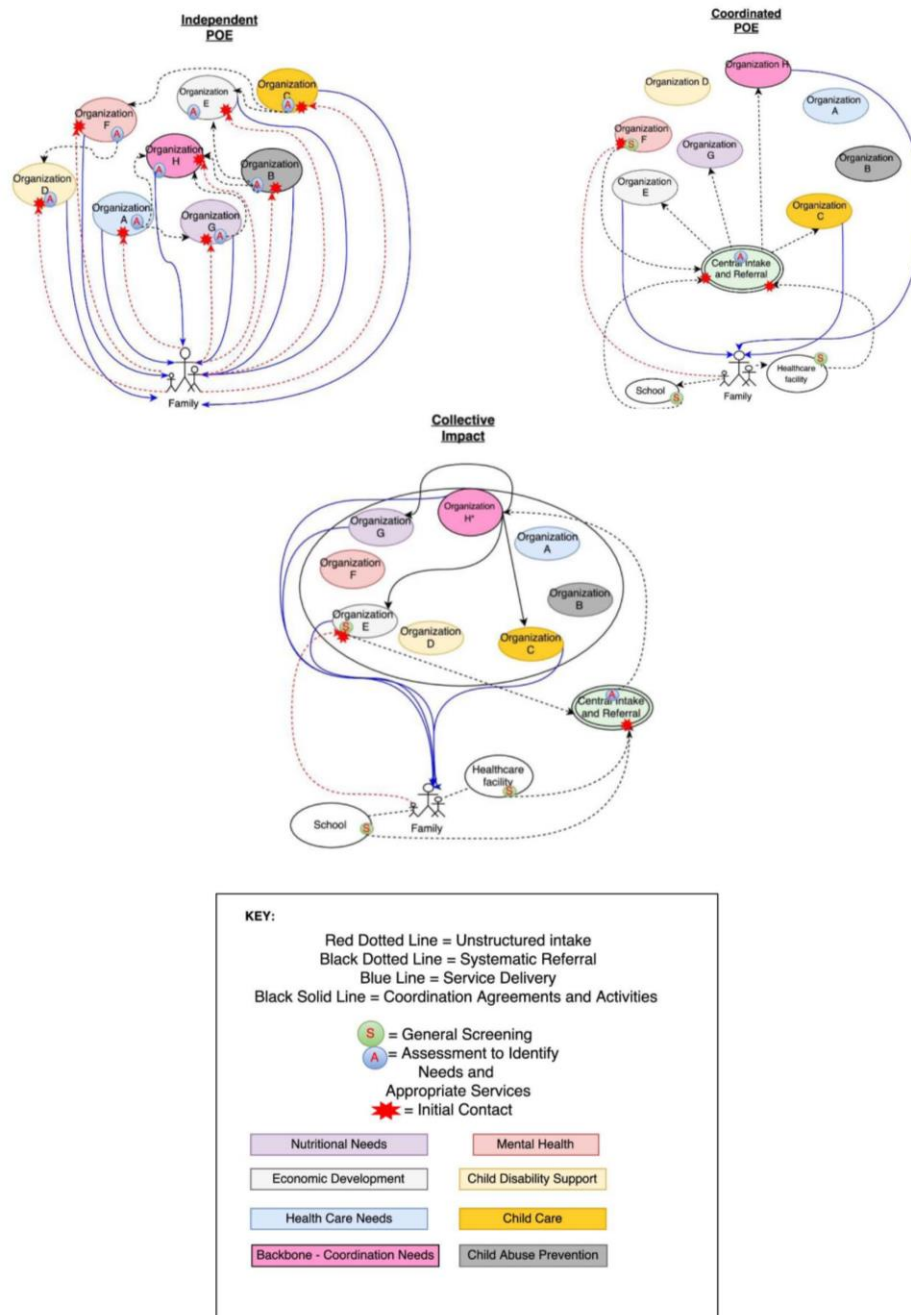 Independent
POE
Organization
C
A
Organization
E
A
Organization
F
A
Organization
H
A
Organization
B
A
Organization
D
A
Organization
A
A
Organization
G
A
Family
Coordinated
POE
Organization H
Organization D
Organization
A
Organization
F
S
Organization
G
Organization
B
Organization
E
Organization
C
A
Central Intake
and Referral
S
Healthcare
facility
School
S
Family
Collective
Impact
Organization
H*
Organization
G
Organization
A
Organization
F
Organization
B
Organization
E
S
Organization
D
Organization
C
A
Central Intake
and Referral
Healthcare
facility
S
School
S
Family
KEY:
Red Dotted Line = Unstructured intake
Black Dotted Line = Systematic Referral
Blue Line = Service Delivery
Black Solid Line = Coordination Agreements and Activities
S = General Screening
A = Assessment to Identify
Needs and
Appropriate Services
= Initial Contact
Nutritional Needs
Mental Health
Economic Development
Child Disability Support
Health Care Needs
Child Care
Backbone - Coordination Needs
Child Abuse Prevention